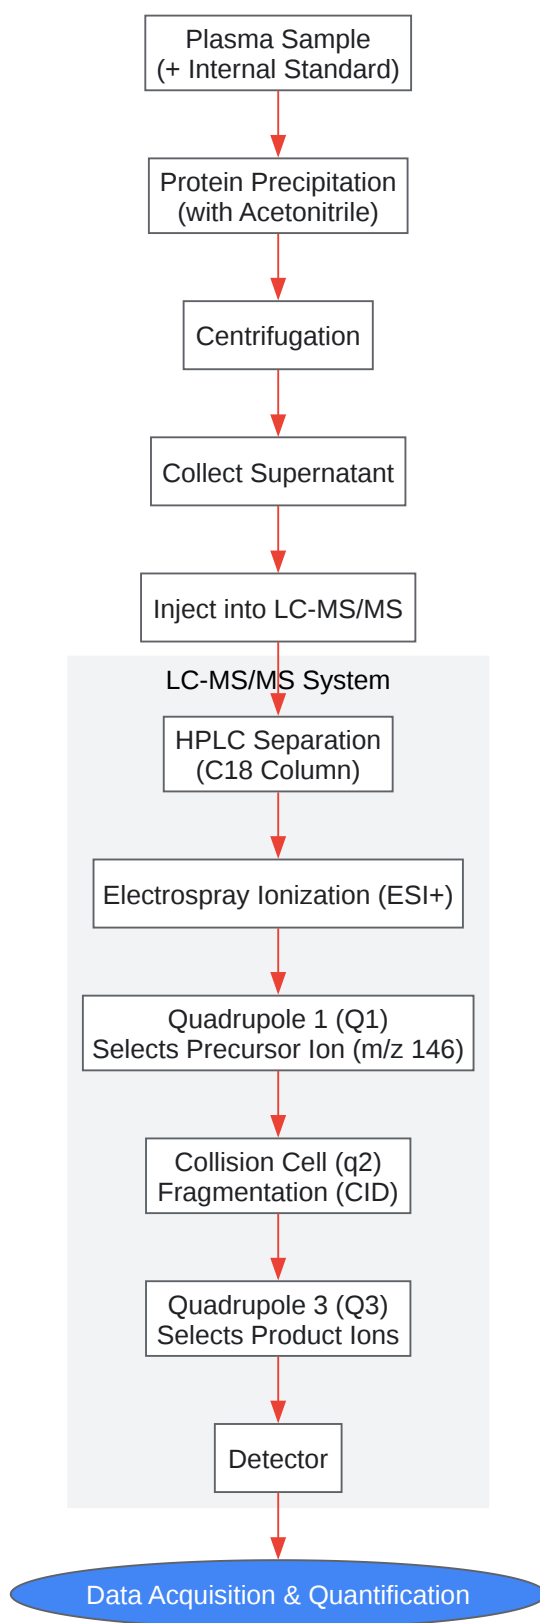 Plasma Sample
(+ Internal Standard)
Protein Precipitation
(with Acetonitrile)
Centrifugation
Collect Supernatant
Inject into LC-MS/MS
LC-MS/MS System
HPLC Separation
(C18 Column)
Electrospray Ionization (ESI+)
Quadrupole 1 (Q1)
Selects Precursor Ion (m/z 146)
Collision Cell (q2)
Fragmentation (CID)
Quadrupole 3 (Q3)
Selects Product Ions
Detector
Data Acquisition & Quantification